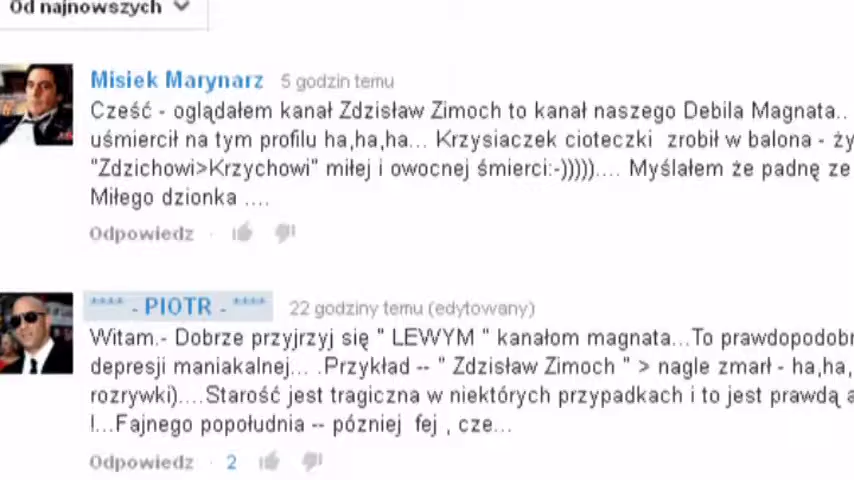 Od najnowszych
Misiek Marynarz 5 godzin temu
Cześć - oglądałem kanał Zdzisław Zimoch to kanał naszego Debila Magnata..
uśmiercił na tym profilu ha,ha,ha... Krzysiaczek cioteczki zrobił w balona - ży
"Zdzichowi>Krzychowi" miłej i owocnej śmierci:-))))).... Myślałem że padnę ze
Miłego dzionka ....
Odpowiedz ·
**** - PIOTR - **** 22 godziny temu (edytowany)
Witam.- Dobrze przyjrzyj się " LEWYM " kanałom magnata...To prawdopodobn
depresji maniakalnej... .Przykład -- " Zdzisław Zimoch " > nagle zmarł - ha,ha,
rozrywki)....Starość jest tragiczna w niektórych przypadkach i to jest prawdą a
!...Fajnego popołudnia -- pózniej fej , cze...
Odpowiedz · 2